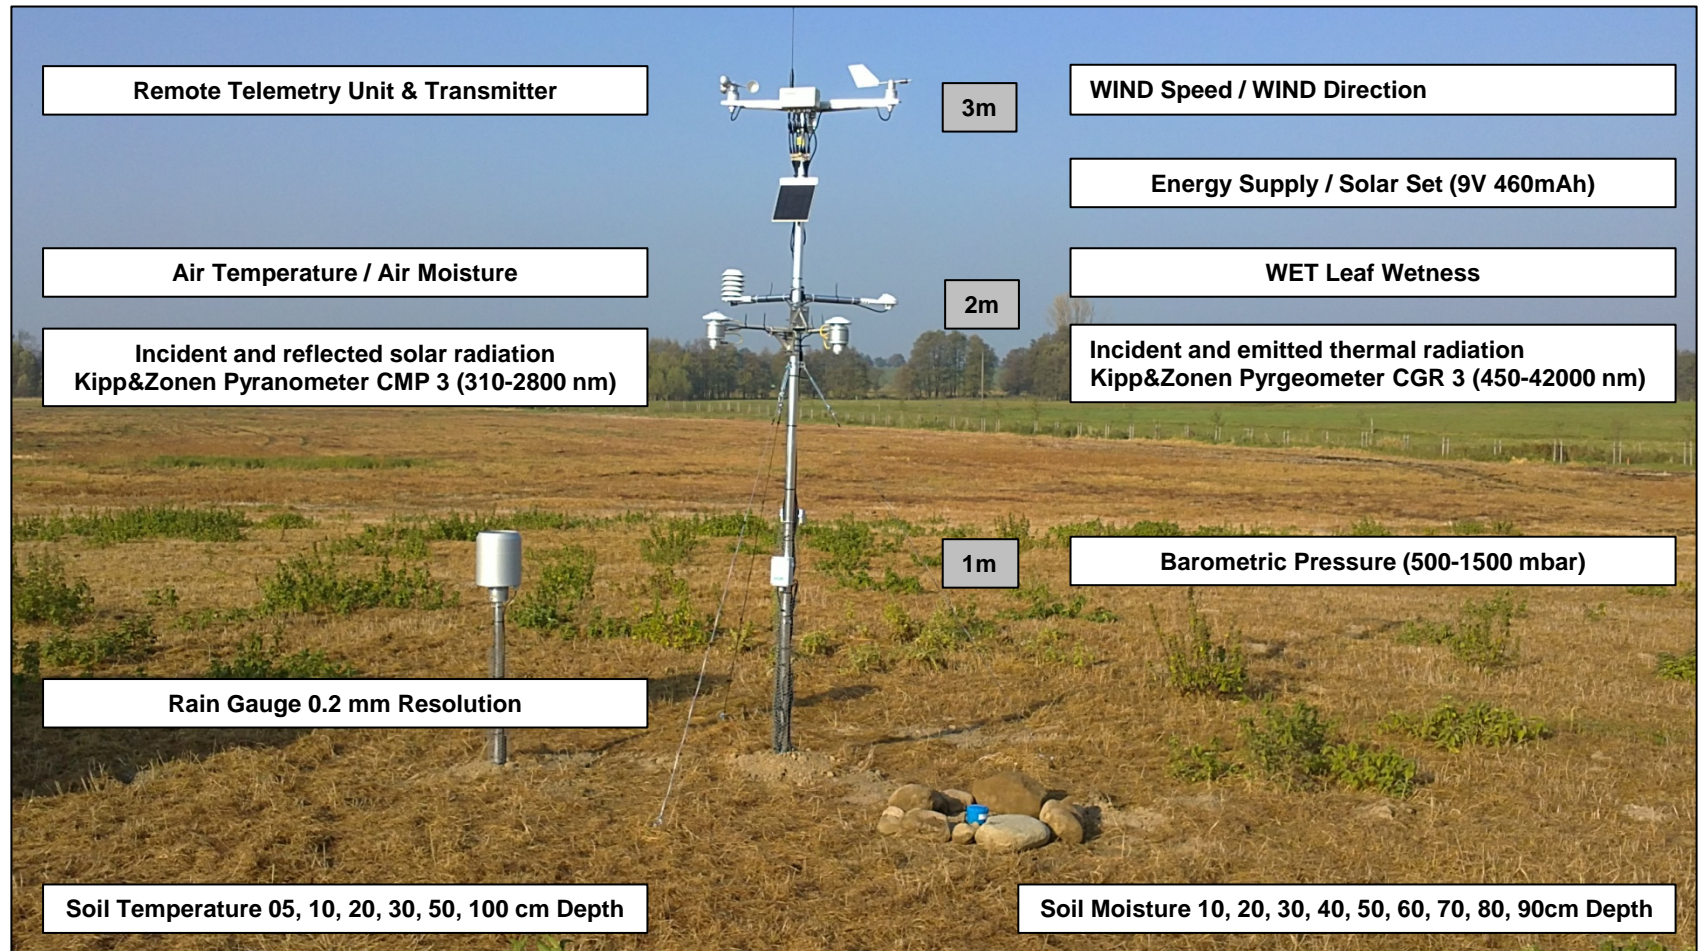 Remote Telemetry Unit & Transmitter
3m
WIND Speed / WIND Direction
Energy Supply / Solar Set (9V 460mAh)
Air Temperature / Air Moisture
2m
WET Leaf Wetness
Incident and reflected solar radiation
Kipp&Zonen Pyranometer CMP 3 (310-2800 nm)
Incident and emitted thermal radiation
Kipp&Zonen Pyrgeometer CGR 3 (450-42000 nm)
1m
Barometric Pressure (500-1500 mbar)
Rain Gauge 0.2 mm Resolution
Soil Temperature 05, 10, 20, 30, 50, 100 cm Depth
Soil Moisture 10, 20, 30, 40, 50, 60, 70, 80, 90cm Depth